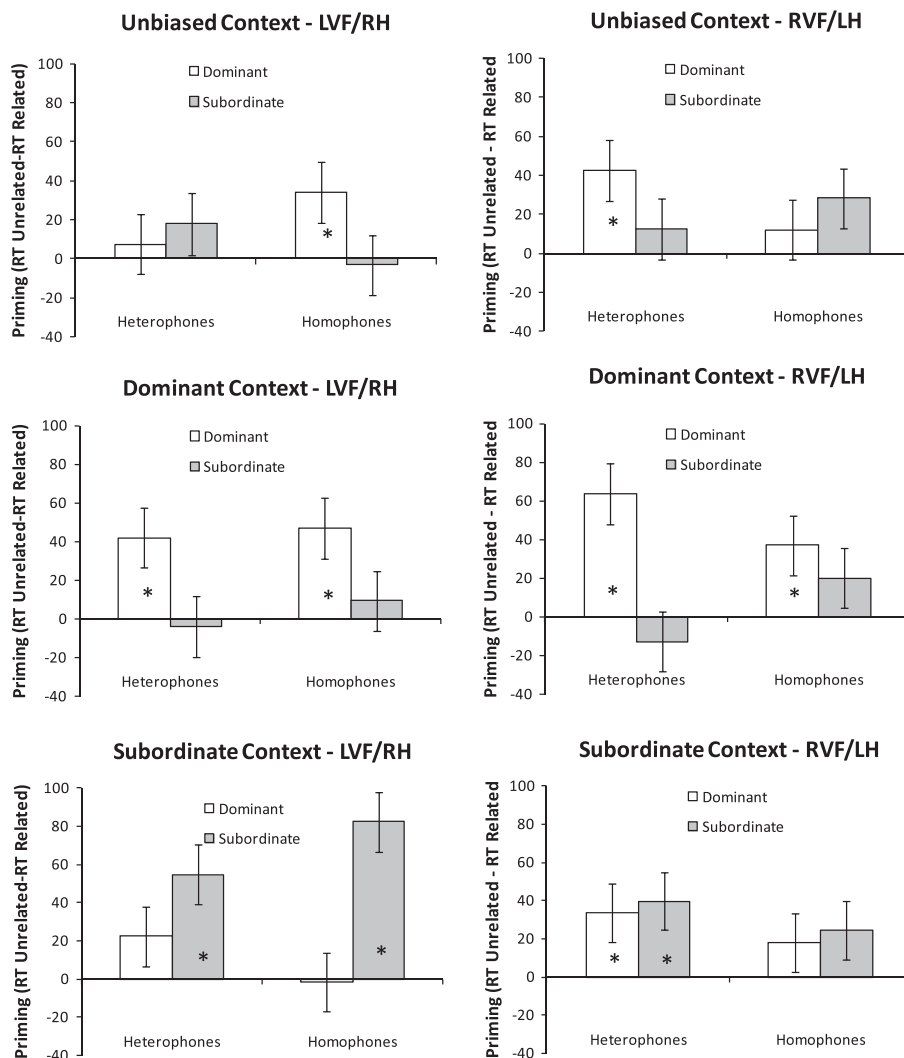 Unbiased Context - LVF/RH
Priming (RT Unrelated-RT Related)
100
80
60
40
20
0
-20
-40
Dominant
Subordinate
*
Heterophones
Homophones
Unbiased Context - RVF/LH
Priming (RT Unrelated - RT Related
100
80
60
40
20
0
-20
-40
Dominant
Subordinate
*
Heterophones
Homophones
Dominant Context - LVF/RH
Priming (RT Unrelated-RT Related)
100
80
60
40
20
0
-20
-40
Dominant
Subordinate
*
*
Heterophones
Homophones
Dominant Context - RVF/LH
Priming (RT Unrelated - RT Related
100
80
60
40
20
0
-20
-40
Dominant
Subordinate
*
*
Heterophones
Homophones
Subordinate Context - LVF/RH
Priming (RT Unrelated-RT Related)
100
80
60
40
20
0
-20
-40
Dominant
Subordinate
*
*
Heterophones
Homophones
Subordinate Context - RVF/LH
Priming (RT Unrelated - RT Related
100
80
60
40
20
0
-20
-40
Dominant
Subordinate
*
*
Heterophones
Homophones